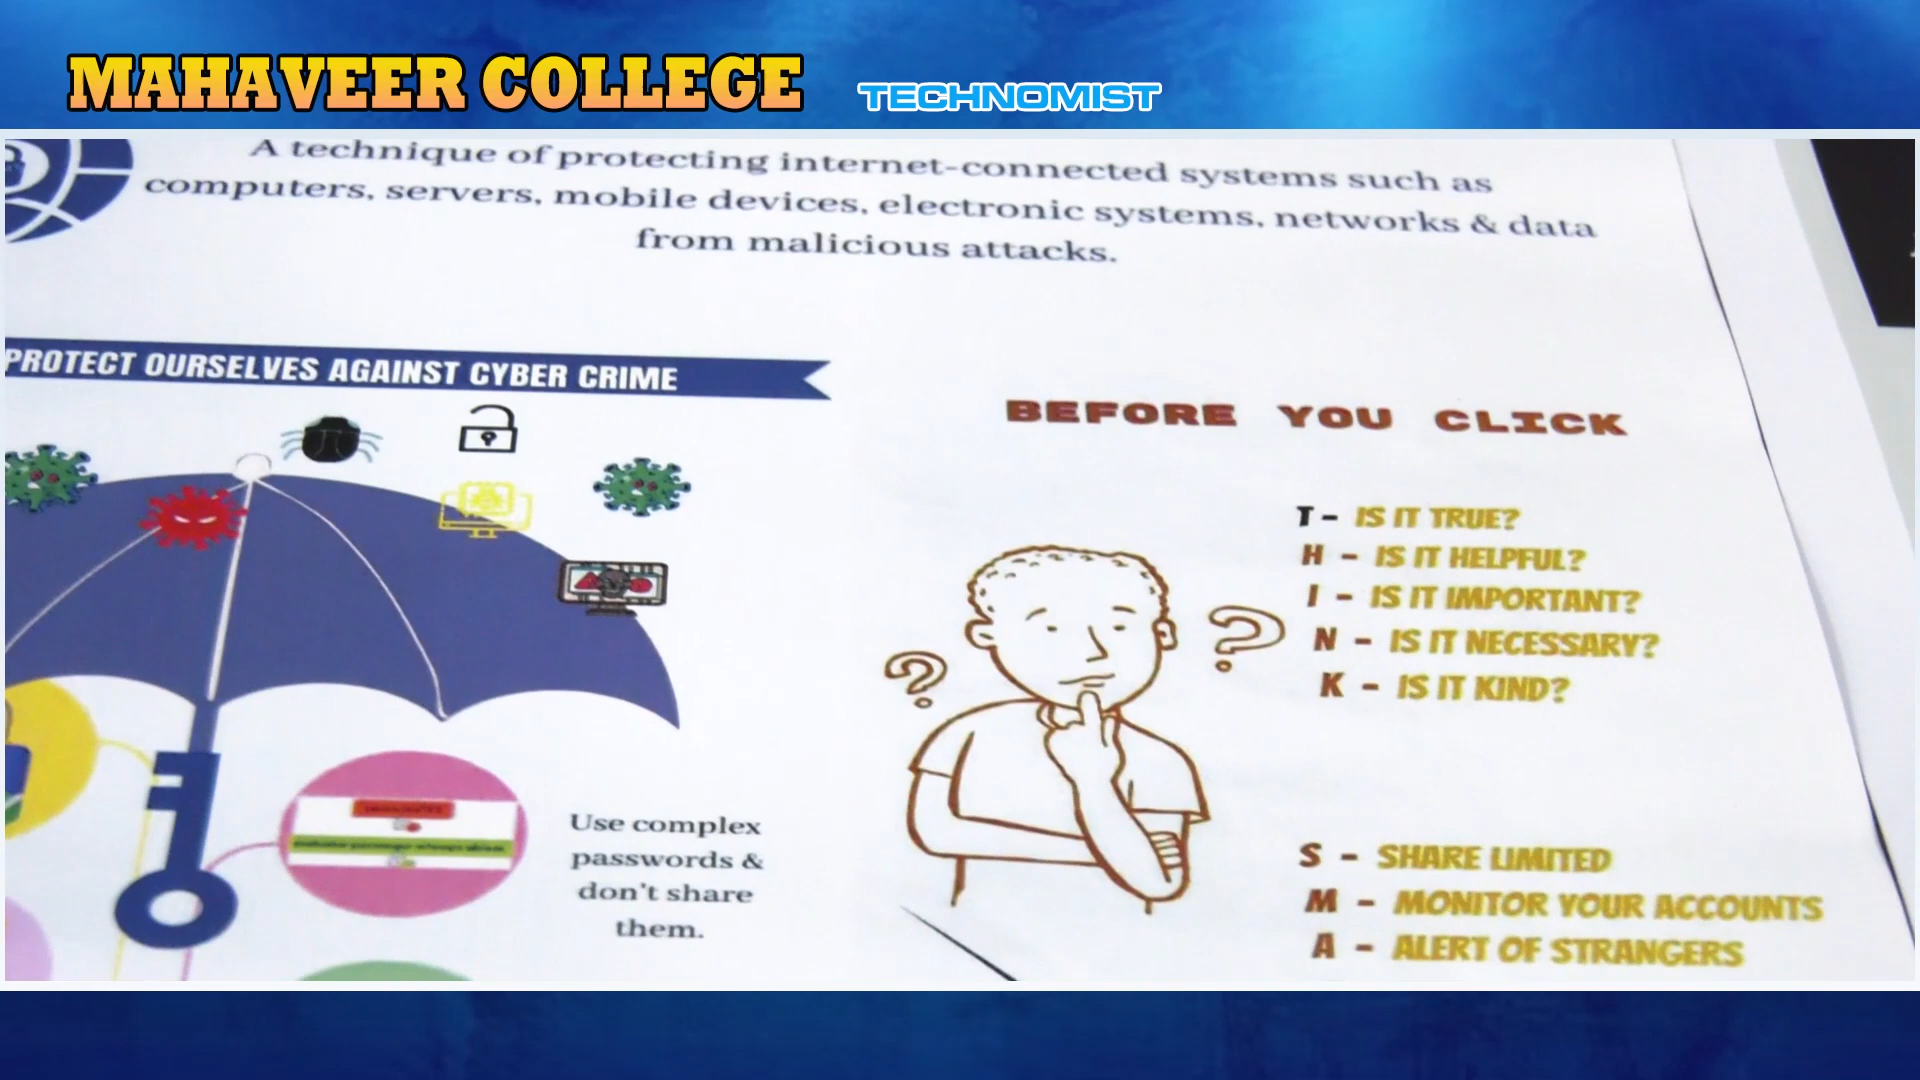 MAHAVEER COLLEGE
TECHNOMIST
A technique of protecting internet-connected systems such as
computers, servers, mobile devices, electronic systems, networks & data
from malicious attacks.
PROTECT OURSELVES AGAINST CYBER CRIME
BEFORE YOU CLICK
T - IS IT TRUE?
H - IS IT HELPFUL?
I - IS IT IMPORTANT?
N - IS IT NECESSARY?
K - IS IT KIND?
Use complex
passwords &
don't share
them.
S - SHARE LIMITED
M - MONITOR YOUR ACCOUNTS
A - ALERT OF STRANGERS